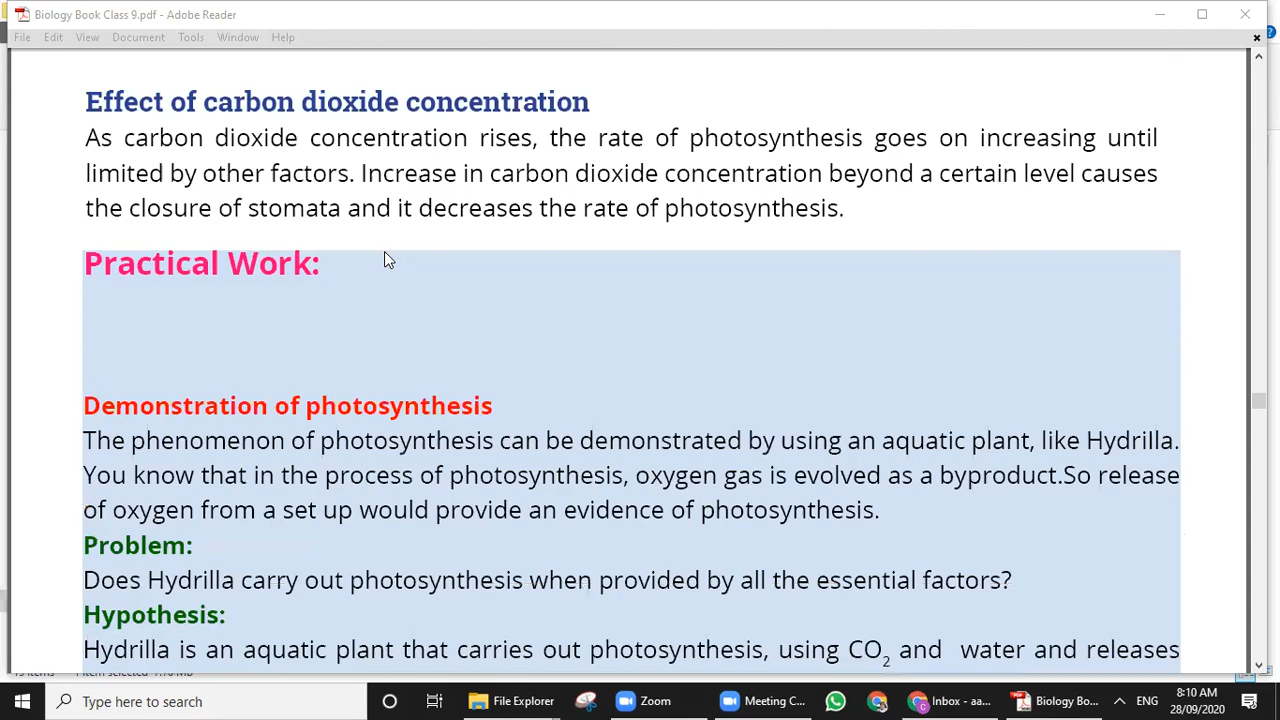 Biology Book Class 9.pdf - Adobe Reader
File Edit View Document Tools Window Help
Effect of carbon dioxide concentration
As carbon dioxide concentration rises, the rate of photosynthesis goes on increasing until
limited by other factors. Increase in carbon dioxide concentration beyond a certain level causes
the closure of stomata and it decreases the rate of photosynthesis.
Practical Work:
Demonstration of photosynthesis
The phenomenon of photosynthesis can be demonstrated by using an aquatic plant, like Hydrilla.
You know that in the process of photosynthesis, oxygen gas is evolved as a byproduct.So release
of oxygen from a set up would provide an evidence of photosynthesis.
Problem:
Does Hydrilla carry out photosynthesis when provided by all the essential factors?
Hypothesis:
Hydrilla is an aquatic plant that carries out photosynthesis, using CO2 and water and releases
Type here to search
File Explorer
Zoom
Meeting C...
Inbox - aa...
Biology Bo...
ENG
8:10 AM
28/09/2020